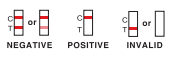 C or
T
NEGATIVE
C
T
POSITIVE
C or
T
INVALID